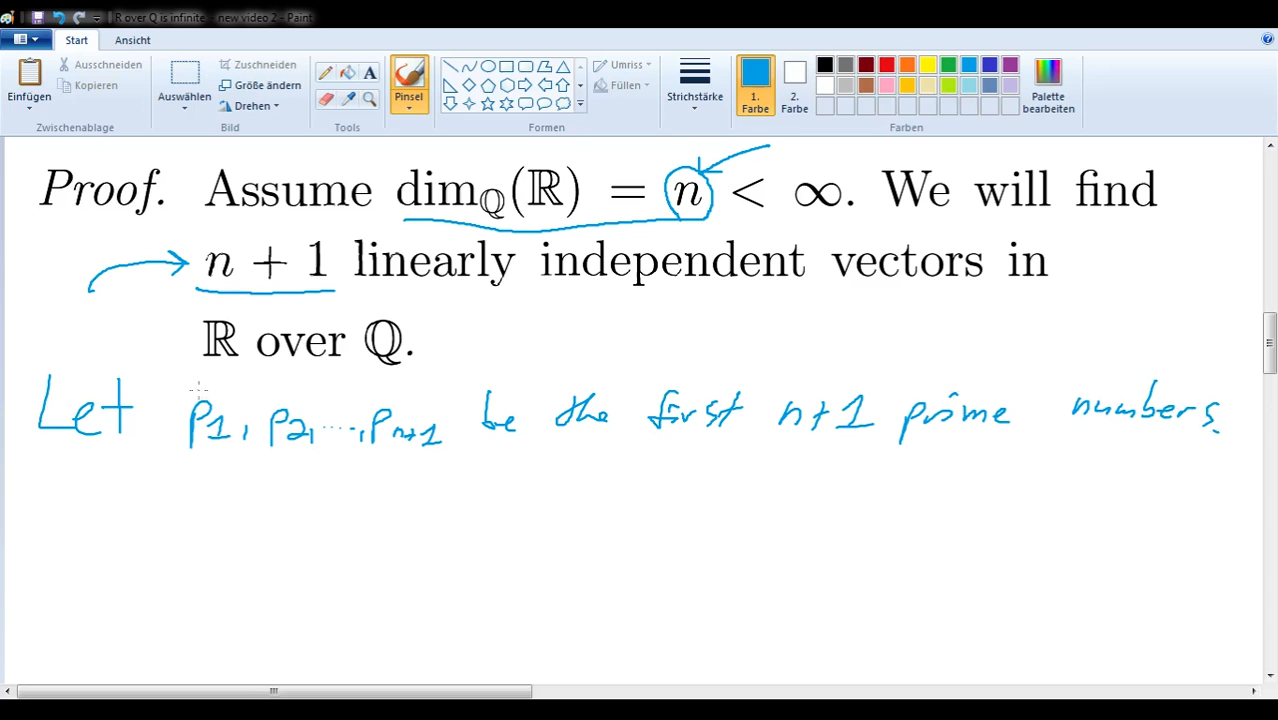 R over Q is infinite - new video 2 - Paint
Start Ansicht
Einfügen
Ausschneiden
Kopieren
Zwischenablage
Auswählen
Zuschneiden
Größe ändern
Drehen
Bild
A
Tools
Pinsel
Umriss
Füllen
Formen
Strichstärke
1. Farbe
2. Farbe
Palette bearbeiten
Farben
Proof. Assume dim_ℚ(ℝ) = n < ∞. We will find
n + 1 linearly independent vectors in
ℝ over ℚ.
Let p1, p2, ..., pn+1 be the first n+1 prime numbers.